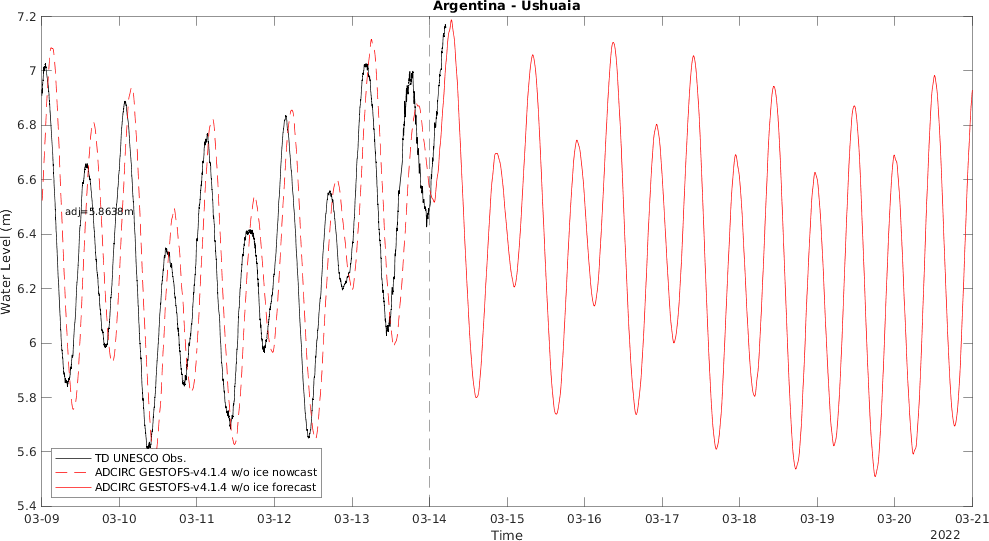 Argentina - Ushuaia
7.2
7
6.8
6.6
6.4
6.2
6
5.8
5.6
5.4
Water Level (m)
adj=5.8638m
TD UNESCO Obs.
ADCIRC GESTOFS-v4.1.4 w/o ice nowcast
ADCIRC GESTOFS-v4.1.4 w/o ice forecast
03-09 03-10 03-11 03-12 03-13 03-14 03-15 03-16 03-17 03-18 03-19 03-20 03-21
Time
2022